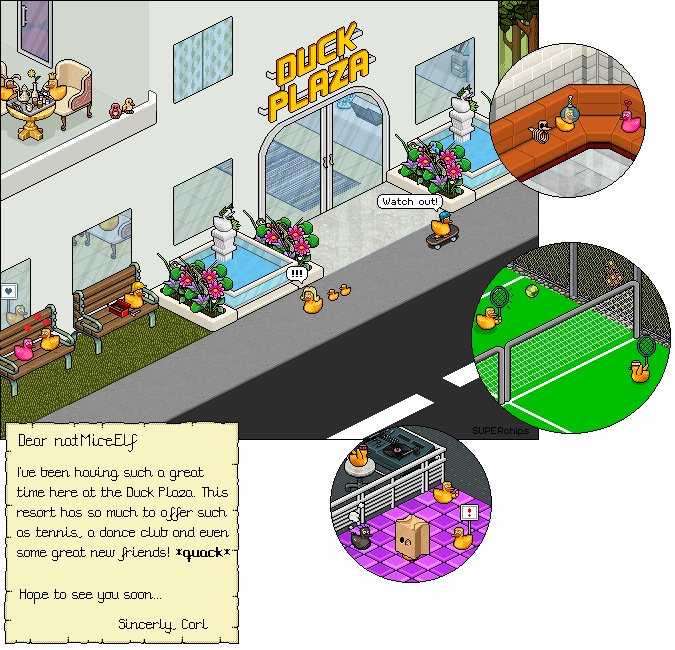 DUCK
PLAZA
Watch out!
!!!
SUPERchips
!
Dear notMiceElf
I've been having such a great
time here at the Duck Plaza. This
resort has so much to offer such
as tennis, a dance club and even
some great new friends! *quack*
Hope to see you soon...
Sincerly, Carl